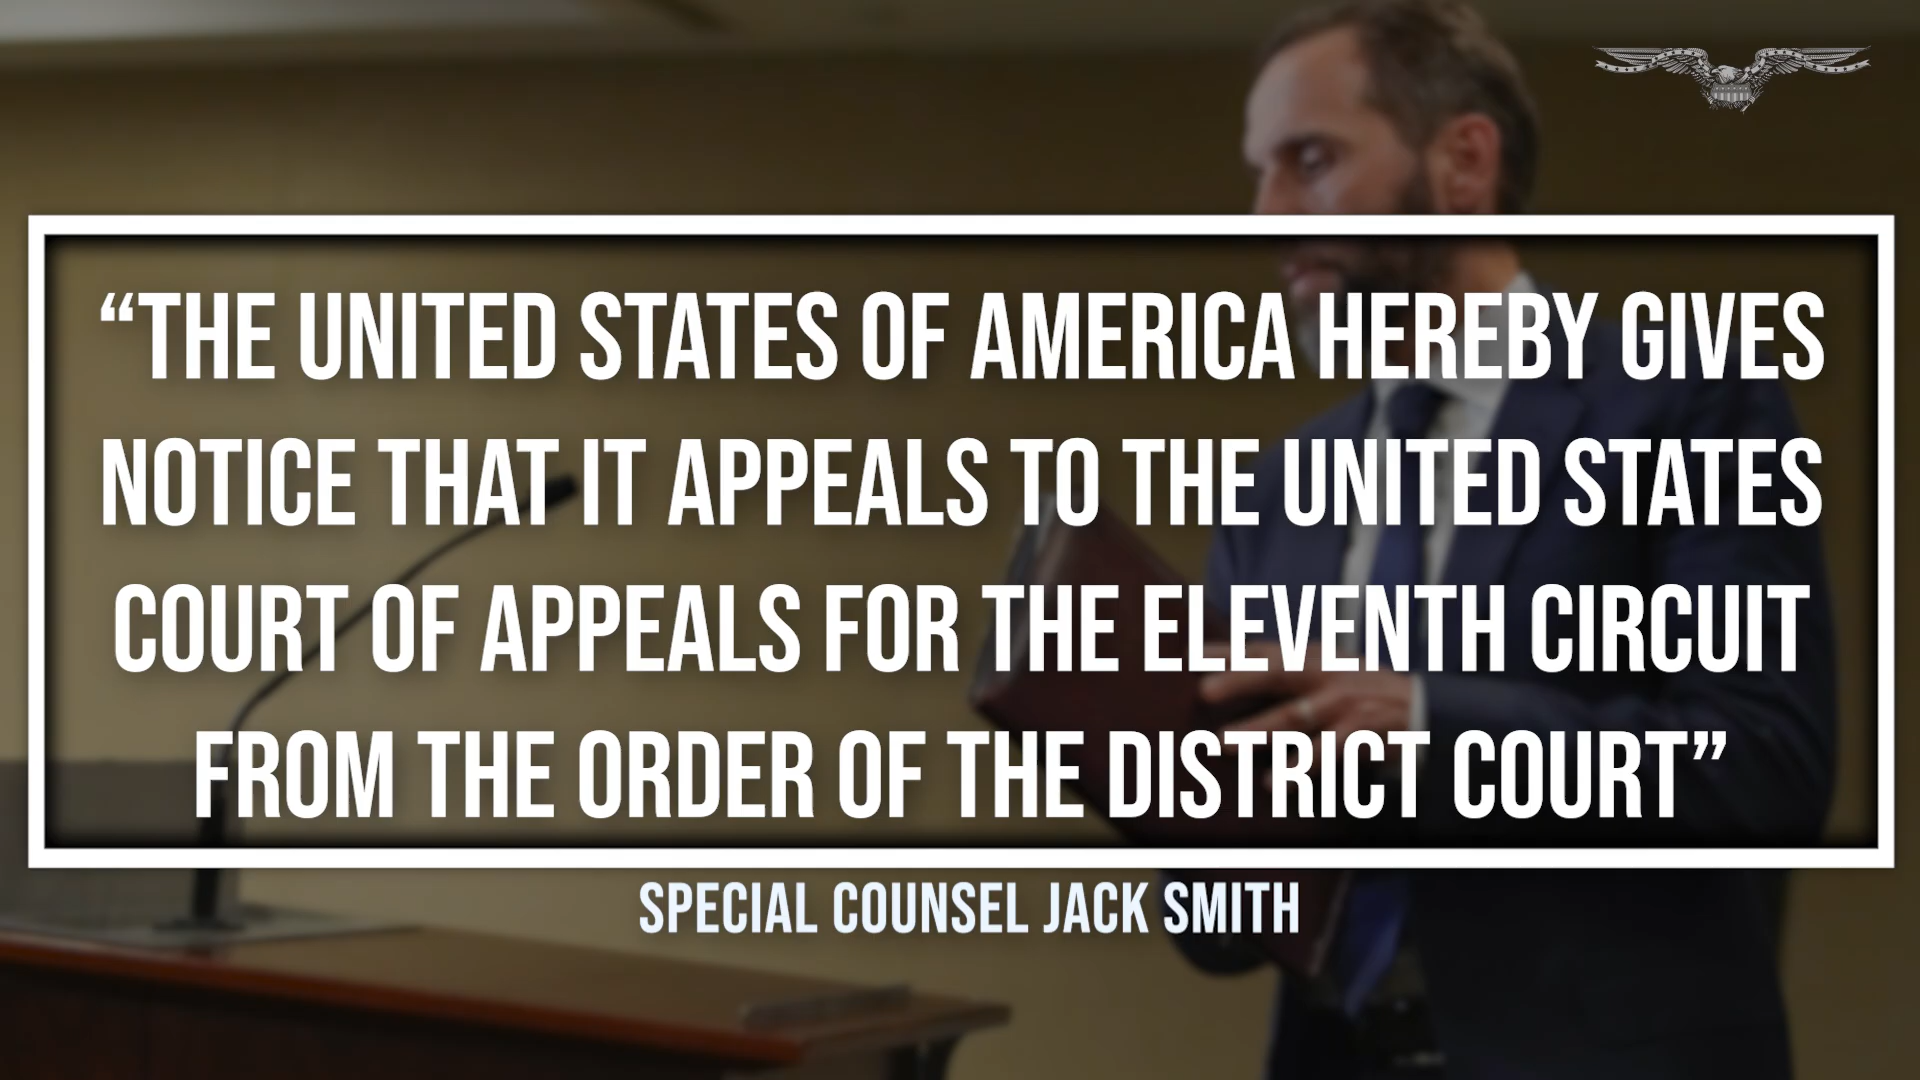 “THE UNITED STATES OF AMERICA HEREBY GIVES
NOTICE THAT IT APPEALS TO THE UNITED STATES
COURT OF APPEALS FOR THE ELEVENTH CIRCUIT
FROM THE ORDER OF THE DISTRICT COURT”
SPECIAL COUNSEL JACK SMITH